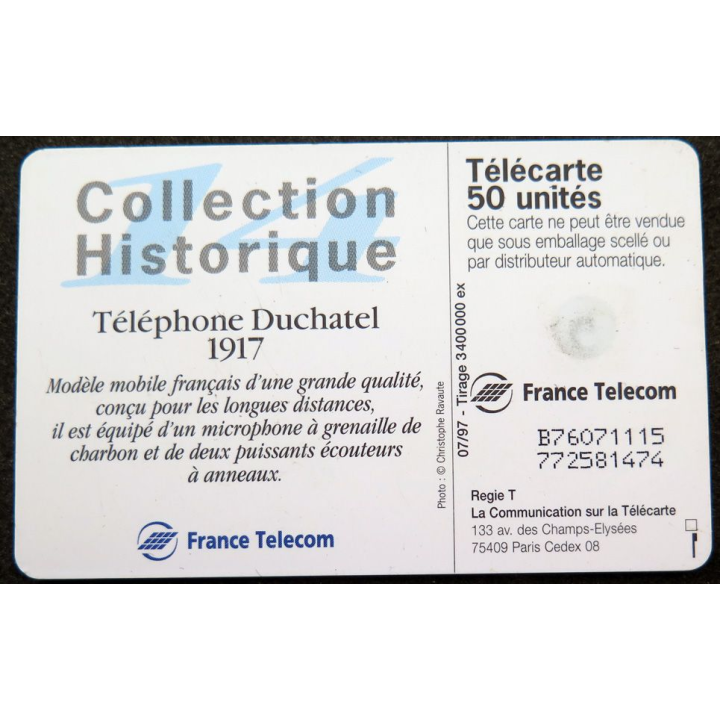 14
Collection
Historique
Téléphone Duchatel
1917
Modèle mobile français d'une grande qualité,
conçu pour les longues distances,
il est équipé d'un microphone à grenaille de
charbon et de deux puissants écouteurs
à anneaux.
France Telecom
Photo : © Christophe Ravaute
07/97 - Tirage 3400000 ex
Télécarte
50 unités
Cette carte ne peut être vendue
que sous emballage scellé ou
par distributeur automatique.
France Telecom
B76071115
772581474
Regie T
La Communication sur la Télécarte
133 av. des Champs-Elysées
75409 Paris Cedex 08